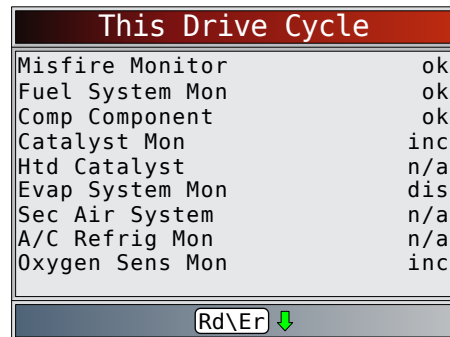 This Drive Cycle
Misfire Monitor ok
Fuel System Mon ok
Comp Component ok
Catalyst Mon inc
Htd Catalyst n/a
Evap System Mon dis
Sec Air System n/a
A/C Refrig Mon n/a
Oxygen Sens Mon inc
Rd\Er